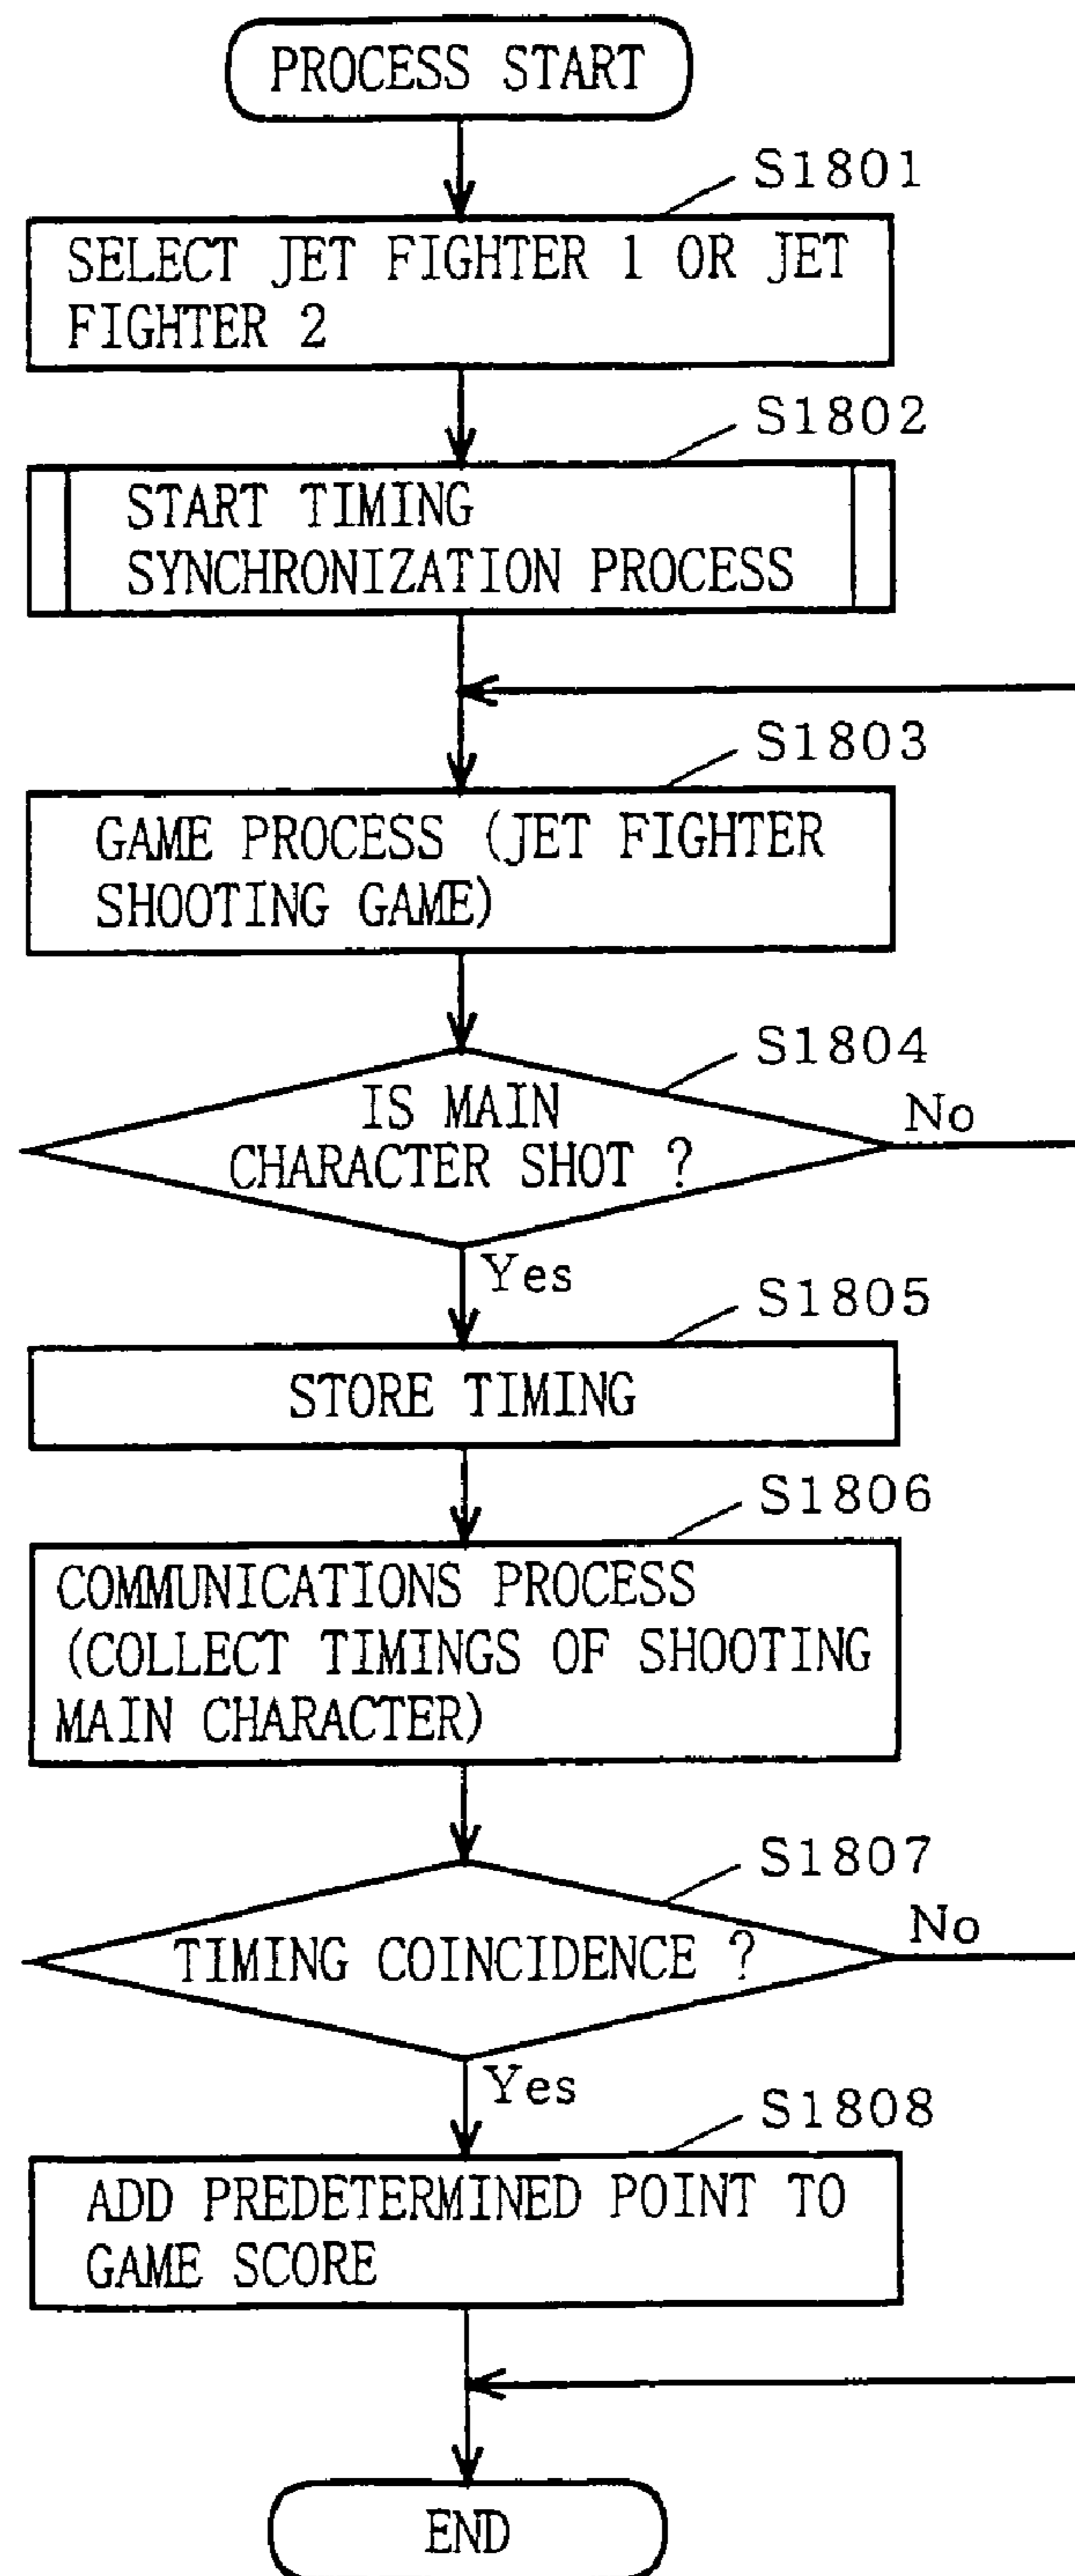 PROCESS START
S1801
SELECT JET FIGHTER 1 OR JET
FIGHTER 2
S1802
START TIMING
SYNCHRONIZATION PROCESS
S1803
GAME PROCESS (JET FIGHTER
SHOOTING GAME)
S1804
IS MAIN
CHARACTER SHOT ?
No
Yes
S1805
STORE TIMING
S1806
COMMUNICATIONS PROCESS
(COLLECT TIMINGS OF SHOOTING
MAIN CHARACTER)
S1807
TIMING COINCIDENCE ?
No
Yes
S1808
ADD PREDETERMINED POINT TO
GAME SCORE
END